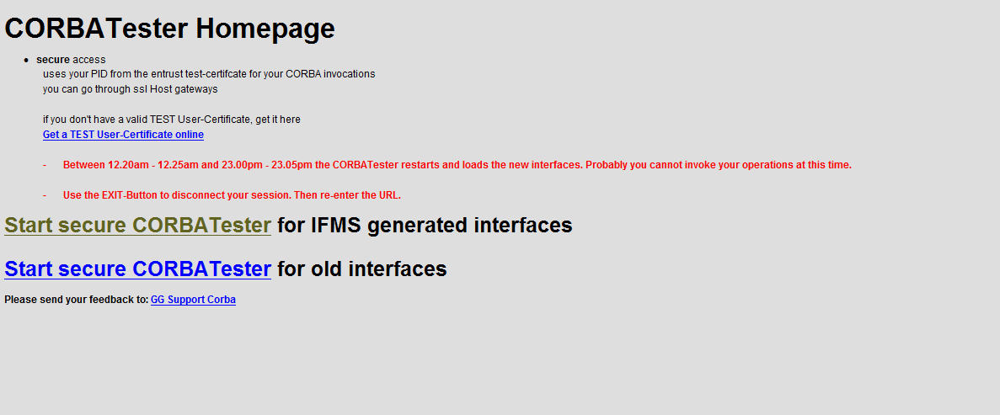 CORBATester Homepage
• secure access
uses your PID from the entrust test-certifcate for your CORBA invocations
you can go through ssl Host gateways
if you don't have a valid TEST User-Certificate, get it here
Get a TEST User-Certificate online
- Between 12.20am - 12.25am and 23.00pm - 23.05pm the CORBATester restarts and loads the new interfaces. Probably you cannot invoke your operations at this time.
- Use the EXIT-Button to disconnect your session. Then re-enter the URL.
Start secure CORBATester for IFMS generated interfaces
Start secure CORBATester for old interfaces
Please send your feedback to: GG Support Corba